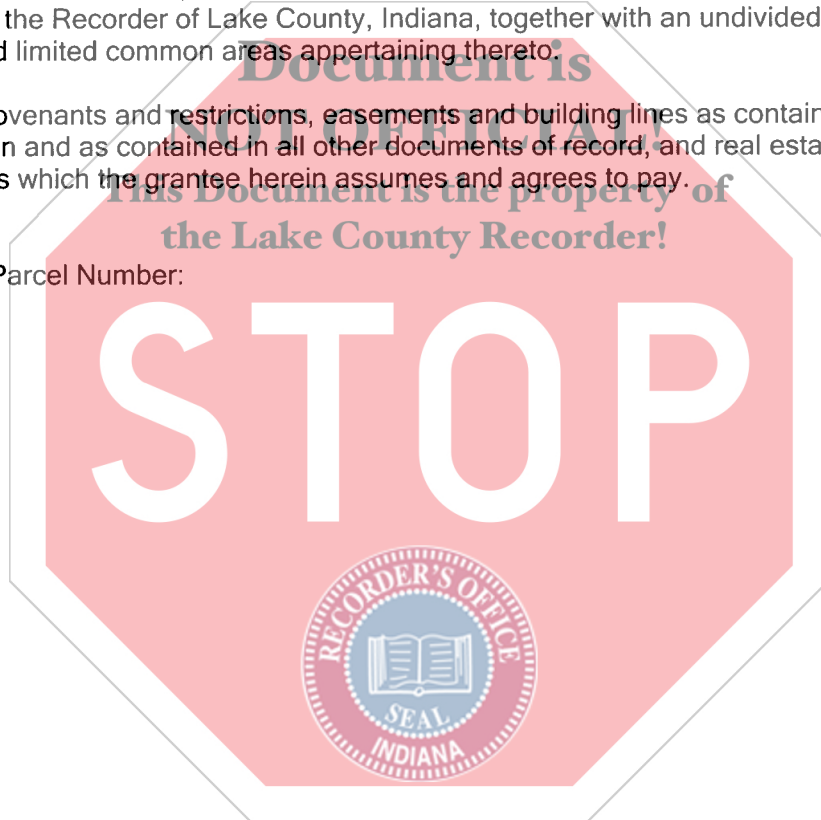 the Recorder of Lake County, Indiana, together with an undivided
limited common areas appertaining thereto.
Document is
ovenants and restrictions, easements and building lines as contain
NOT OFFICIAL!
n and as contained in all other documents of record, and real esta
s which the grantee herein assumes and agrees to pay.
This Document is the property of
the Lake County Recorder!
Parcel Number:
STOP
RECORDER'S OFFICE
SEAL
INDIANA